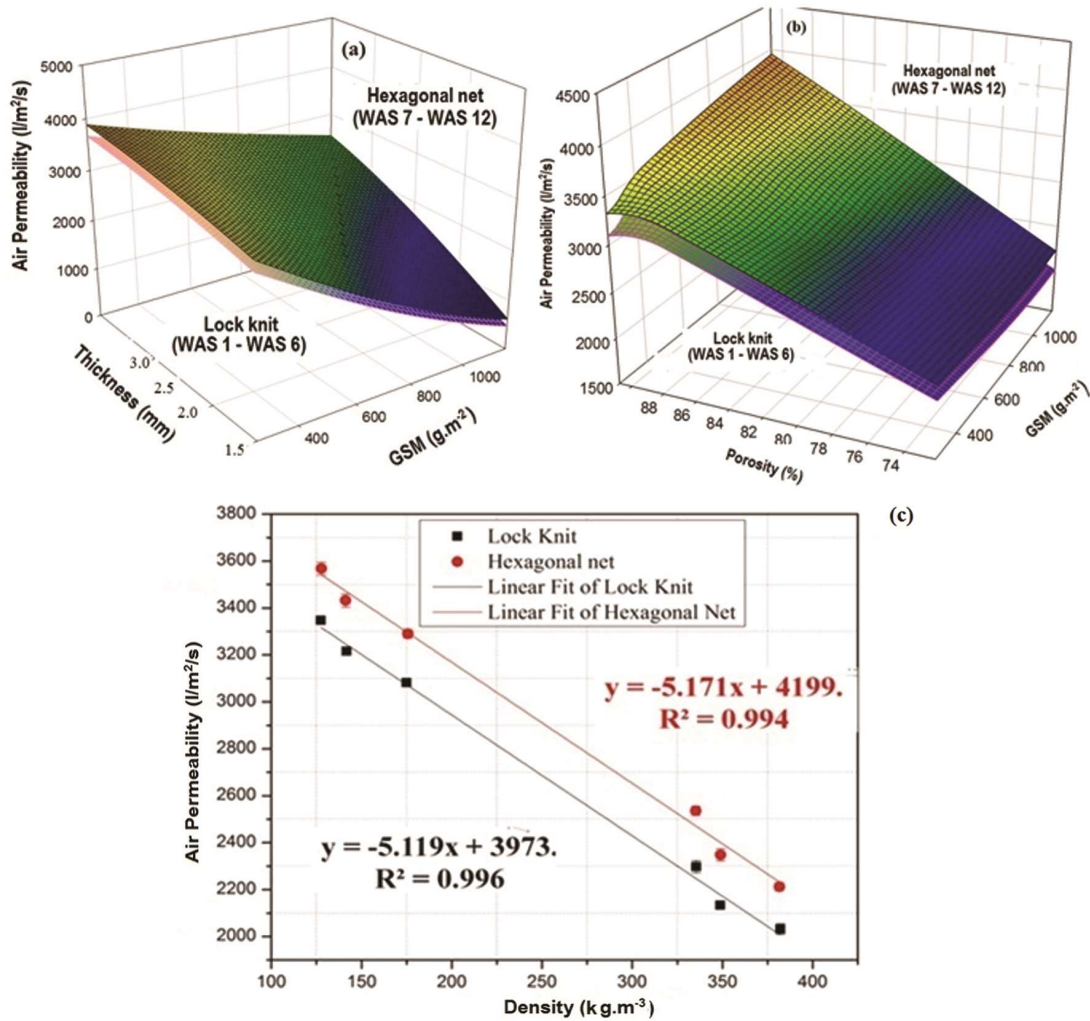 (a)
Hexagonal net
(WAS 7 - WAS 12)
Lock knit
(WAS 1 - WAS 6)
Air Permeability (l/m²/s)
5000
4000
3000
2000
1000
0
Thickness (mm)
3.0
2.5
2.0
1.5
GSM (g.m⁻²)
400
600
800
1000
(b)
Hexagonal net
(WAS 7 - WAS 12)
Lock knit
(WAS 1 - WAS 6)
Air Permeability (l/m²/s)
4500
4000
3500
3000
2500
2000
1500
Porosity (%)
88 86 84 82 80 78 76 74
GSM (g.m⁻²)
400
600
800
1000
(c)
Lock Knit
Hexagonal net
Linear Fit of Lock Knit
Linear Fit of Hexagonal Net
y = -5.171x + 4199.
R² = 0.994
y = -5.119x + 3973.
R² = 0.996
Air Permeability (l/m²/s)
3800
3600
3400
3200
3000
2800
2600
2400
2200
2000
100 125 150 175 200 225 250 275 300 325 350 375 400
Density (kg.m⁻³)